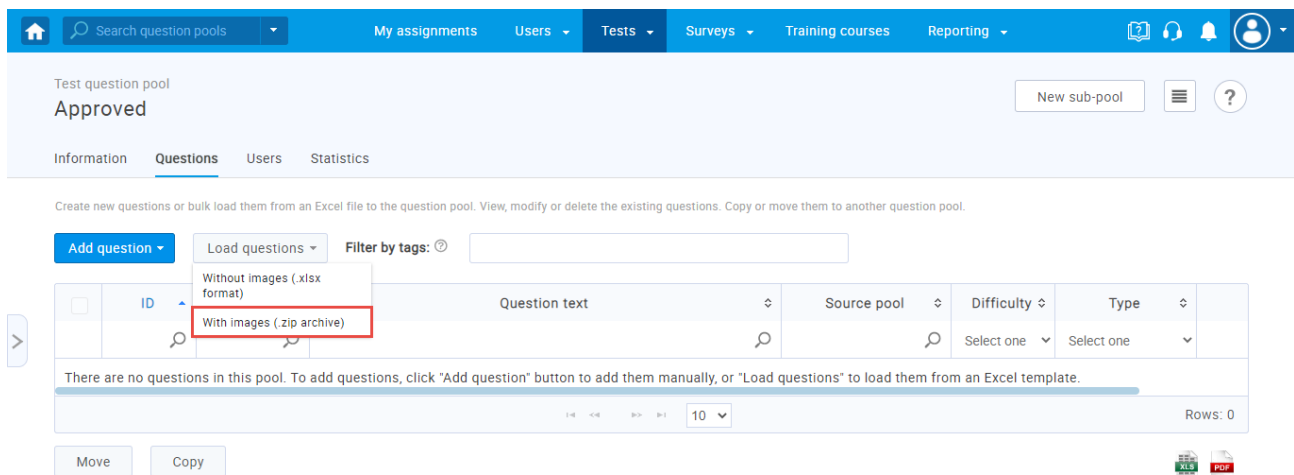 Search question pools My assignments Users Tests Surveys Training courses Reporting
Test question pool
Approved
New sub-pool ?
Information Questions Users Statistics
Create new questions or bulk load them from an Excel file to the question pool. View, modify or delete the existing questions. Copy or move them to another question pool.
Add question Load questions Filter by tags: ?
Without images (.xlsx
format)
With images (.zip archive)
ID Question text Source pool Difficulty Type
Select one Select one
There are no questions in this pool. To add questions, click "Add question" button to add them manually, or "Load questions" to load them from an Excel template.
10 Rows: 0
Move Copy XLS PDF